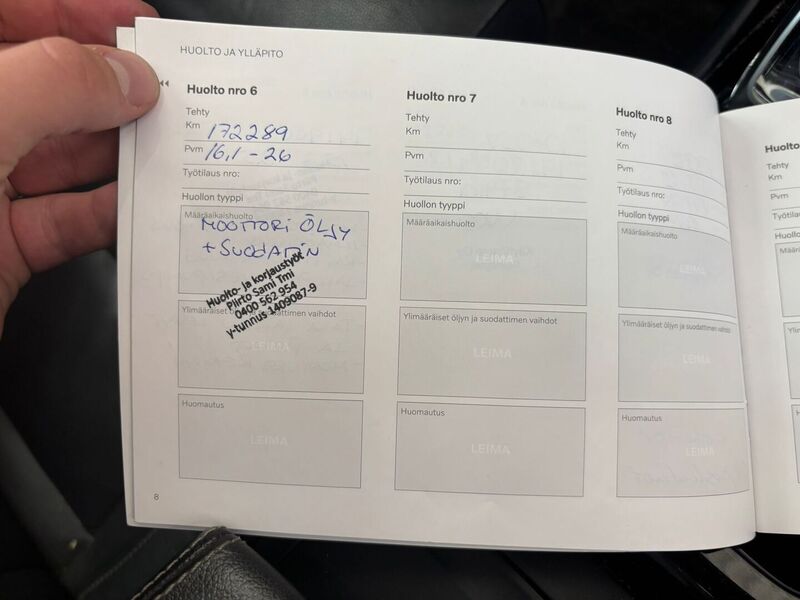 HUOLTO JA YLLÄPITO
Huolto nro 6
Tehty
Km 172289
Pvm 16,1 - 26
Työtilaus nro:
Huollon tyyppi
Määräaikaishuolto
MOOTTORI ÖLJY
+ SUODATIN
Huolto- ja korjaustyöt
Piirto Sami Tmi
0400 562 954
y-tunnus 1409087-9
Ylimääräiset öljyn ja suodattimen vaihdot
LEIMA
Huomautus
LEIMA
8
Huolto nro 7
Tehty
Km
Pvm
Työtilaus nro:
Huollon tyyppi
Määräaikaishuolto
LEIMA
Ylimääräiset öljyn ja suodattimen vaihdot
LEIMA
Huomautus
LEIMA
Huolto nro 8
Tehty
Km
Pvm
Työtilaus nro:
Huollon tyyppi
Määräaikaishuolto
LEIMA
Ylimääräiset öljyn ja suodattimen vaihdot
LEIMA
Huomautus
LEIMA
Huolto
Tehty
Km
Pvm